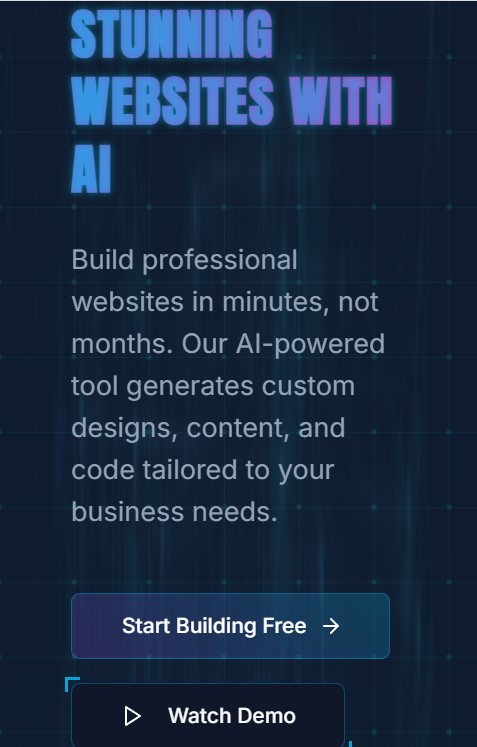 STUNNING
WEBSITES WITH
AI
Build professional
websites in minutes, not
months. Our AI-powered
tool generates custom
designs, content, and
code tailored to your
business needs.
Start Building Free
Watch Demo